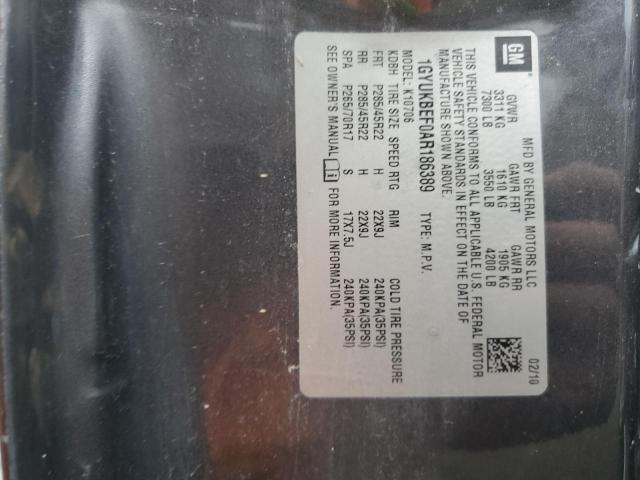 GM
MFD BY GENERAL MOTORS LLC 02/10
GVWR GAWR FRT GAWR RR
3311 KG 1610 KG 1905 KG
7300 LB 3550 LB 4200 LB
THIS VEHICLE CONFORMS TO ALL APPLICABLE U.S. FEDERAL MOTOR
VEHICLE SAFETY STANDARDS IN EFFECT ON THE DATE OF
MANUFACTURE SHOWN ABOVE.
1GYUKBEF0AR186389 TYPE: M.P.V.
MODEL: K10706
KDBH TIRE SIZE SPEED RTG RIM COLD TIRE PRESSURE
FRT P285/45R22 H 22X9J 240KPA(35PSI)
RR P285/45R22 H 22X9J 240KPA(35PSI)
SPA P265/70R17 S 17X7.5J 240KPA(35PSI)
SEE OWNER'S MANUAL FOR MORE INFORMATION.